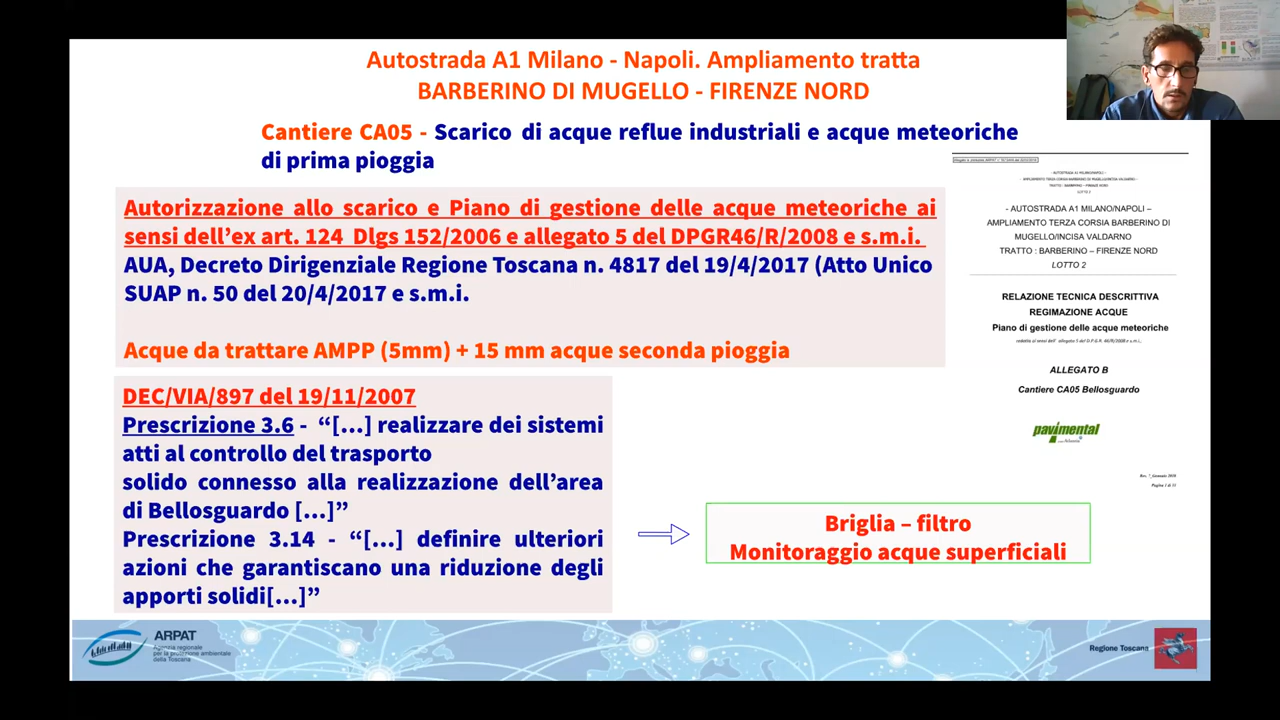 Autostrada A1 Milano - Napoli. Ampliamento tratta
BARBERINO DI MUGELLO - FIRENZE NORD
Cantiere CA05 - Scarico di acque reflue industriali e acque meteoriche
di prima pioggia
Autorizzazione allo scarico e Piano di gestione delle acque meteoriche ai
sensi dell'ex art. 124 Dlgs 152/2006 e allegato 5 del DPGR46/R/2008 e s.m.i.
AUA, Decreto Dirigenziale Regione Toscana n. 4817 del 19/4/2017 (Atto Unico
SUAP n. 50 del 20/4/2017 e s.m.i.
Acque da trattare AMPP (5mm) + 15 mm acque seconda pioggia
DEC/VIA/897 del 19/11/2007
Prescrizione 3.6 - “[...] realizzare dei sistemi
atti al controllo del trasporto
solido connesso alla realizzazione dell'area
di Bellosguardo [...]”
Prescrizione 3.14 - “[...] definire ulteriori
azioni che garantiscano una riduzione degli
apporti solidi[...]”
Briglia – filtro
Monitoraggio acque superficiali
- AUTOSTRADA A1 MILANO/NAPOLI –
AMPLIAMENTO TERZA CORSIA BARBERINO DI
MUGELLO/INCISA VALDARNO
TRATTO : BARBERINO – FIRENZE NORD
LOTTO 2
RELAZIONE TECNICA DESCRITTIVA
REGIMAZIONE ACQUE
Piano di gestione delle acque meteoriche
ALLEGATO B
Cantiere CA05 Bellosguardo
pavimental
ARPAT
Agenzia regionale
per la protezione ambientale
della Toscana
Regione Toscana